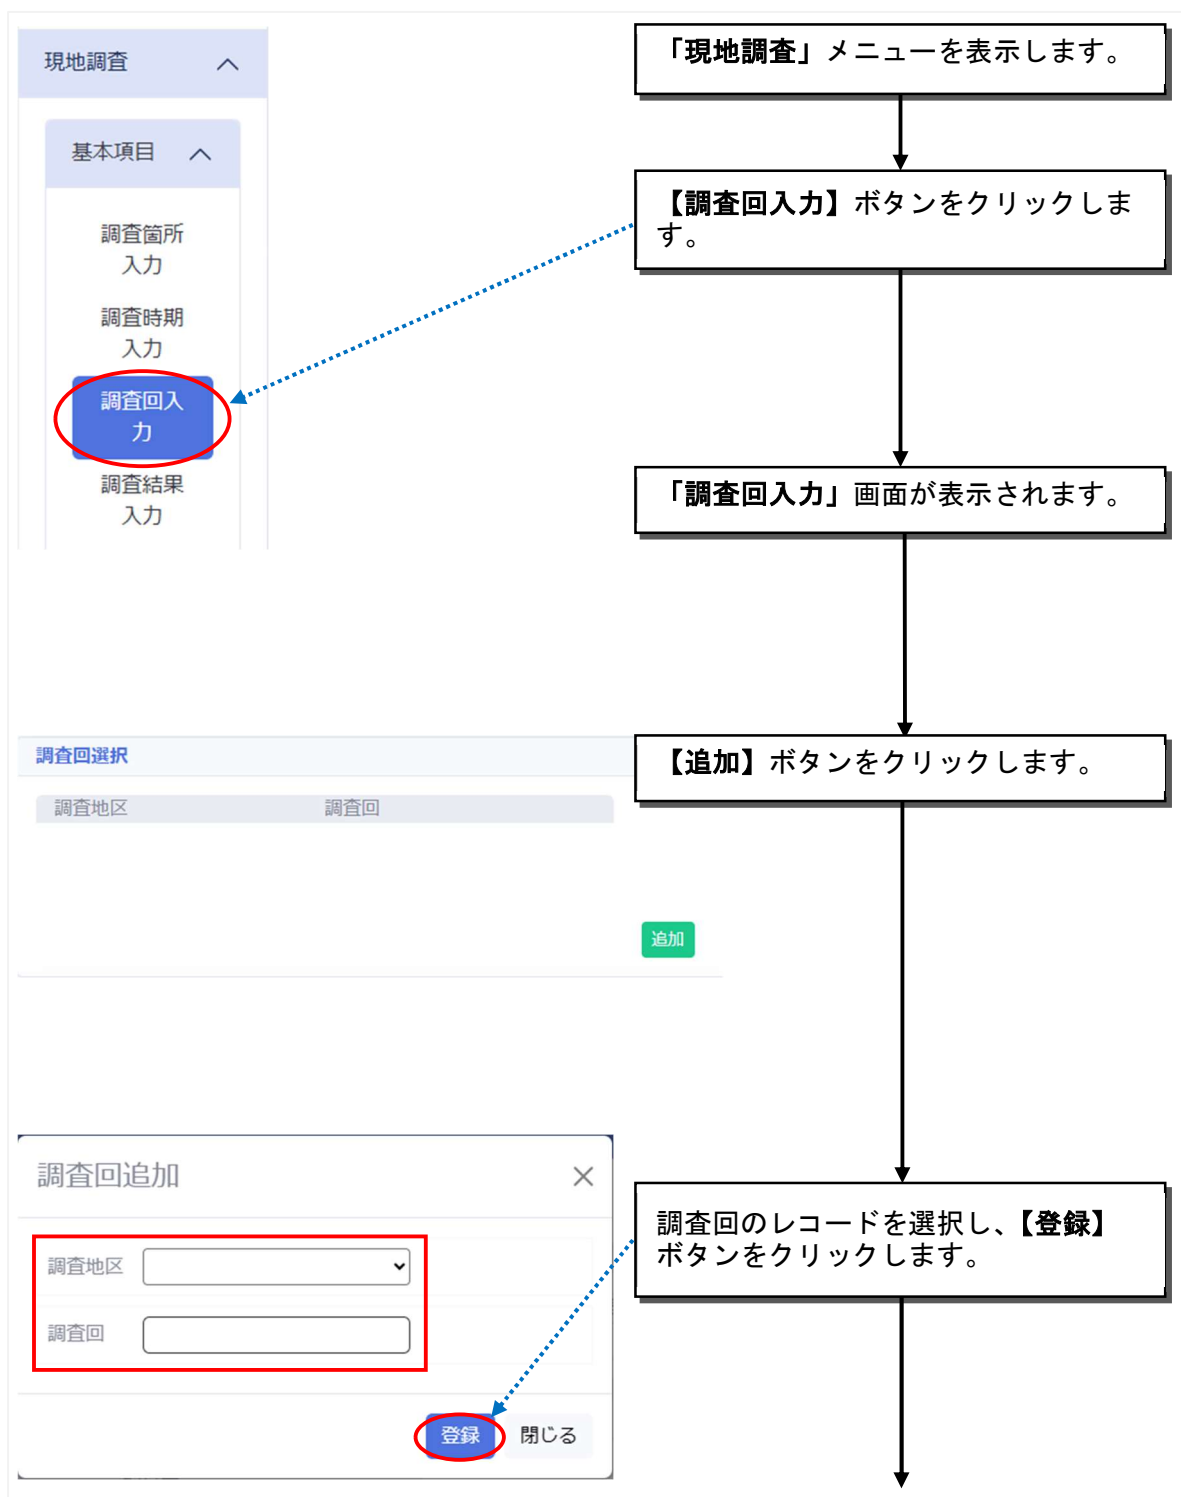 現地調査
基本項目
調査箇所
入力
調査時期
入力
調査回入
力
調査結果
入力
「現地調査」メニューを表示します。
【調査回入力】ボタンをクリックしま
す。
「調査回入力」画面が表示されます。
調査回選択
調査地区 調査回
追加
【追加】ボタンをクリックします。
調査回追加
調査地区
調査回
登録 閉じる
調査回のレコードを選択し、【登録】
ボタンをクリックします。